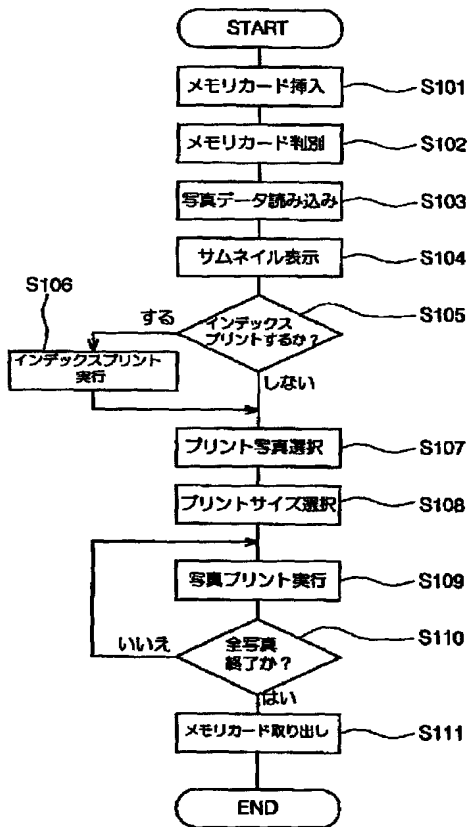 START
メモリカード挿入
S101
メモリカード判別
S102
写真データ読み込み
S103
サムネイル表示
S104
インデックス
プリントするか？
S105
する
しない
S106
インデックスプリント
実行
プリント写真選択
S107
プリントサイズ選択
S108
写真プリント実行
S109
全写真
終了か？
S110
いいえ
はい
メモリカード取り出し
S111
END